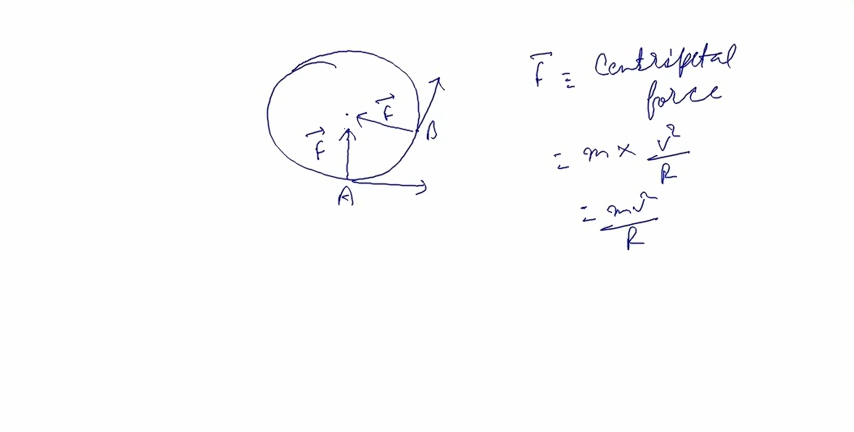 F⃗ ≡ Centripetal
force
= m × v²/R
= mv²/R
F⃗
B
F⃗
A